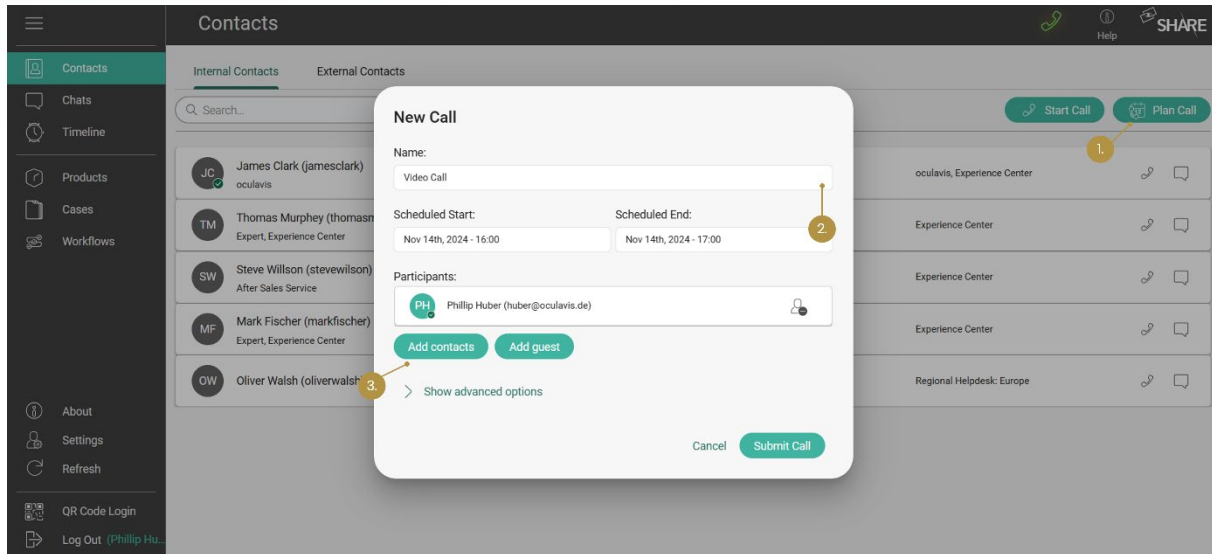 Contacts
Help
SHARE
Contacts
Chats
Timeline
Products
Cases
Workflows
About
Settings
Refresh
QR Code Login
Log Out (Phillip Hu...
Internal Contacts External Contacts
Search...
Start Call
Plan Call
1.
JC
James Clark (jamesclark)
oculavis
oculavis, Experience Center
TM
Thomas Murphey (thomasm
Expert, Experience Center
Experience Center
SW
Steve Willson (stevewilson)
After Sales Service
Experience Center
MF
Mark Fischer (markfischer)
Expert, Experience Center
Experience Center
OW
Oliver Walsh (oliverwalsh
Regional Helpdesk: Europe
New Call
Name:
Video Call
2.
Scheduled Start: Scheduled End:
Nov 14th, 2024 - 16:00 Nov 14th, 2024 - 17:00
Participants:
PH
Phillip Huber (huber@oculavis.de)
Add contacts Add guest
3.
Show advanced options
Cancel Submit Call